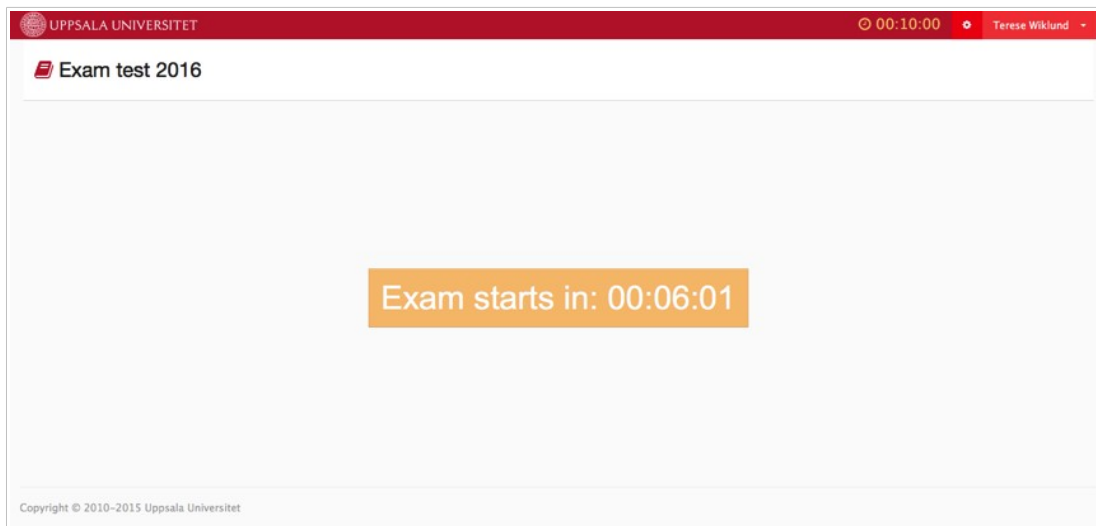 UPPSALA UNIVERSITET 00:10:00 Terese Wiklund
Exam test 2016
Exam starts in: 00:06:01
Copyright © 2010-2015 Uppsala Universitet